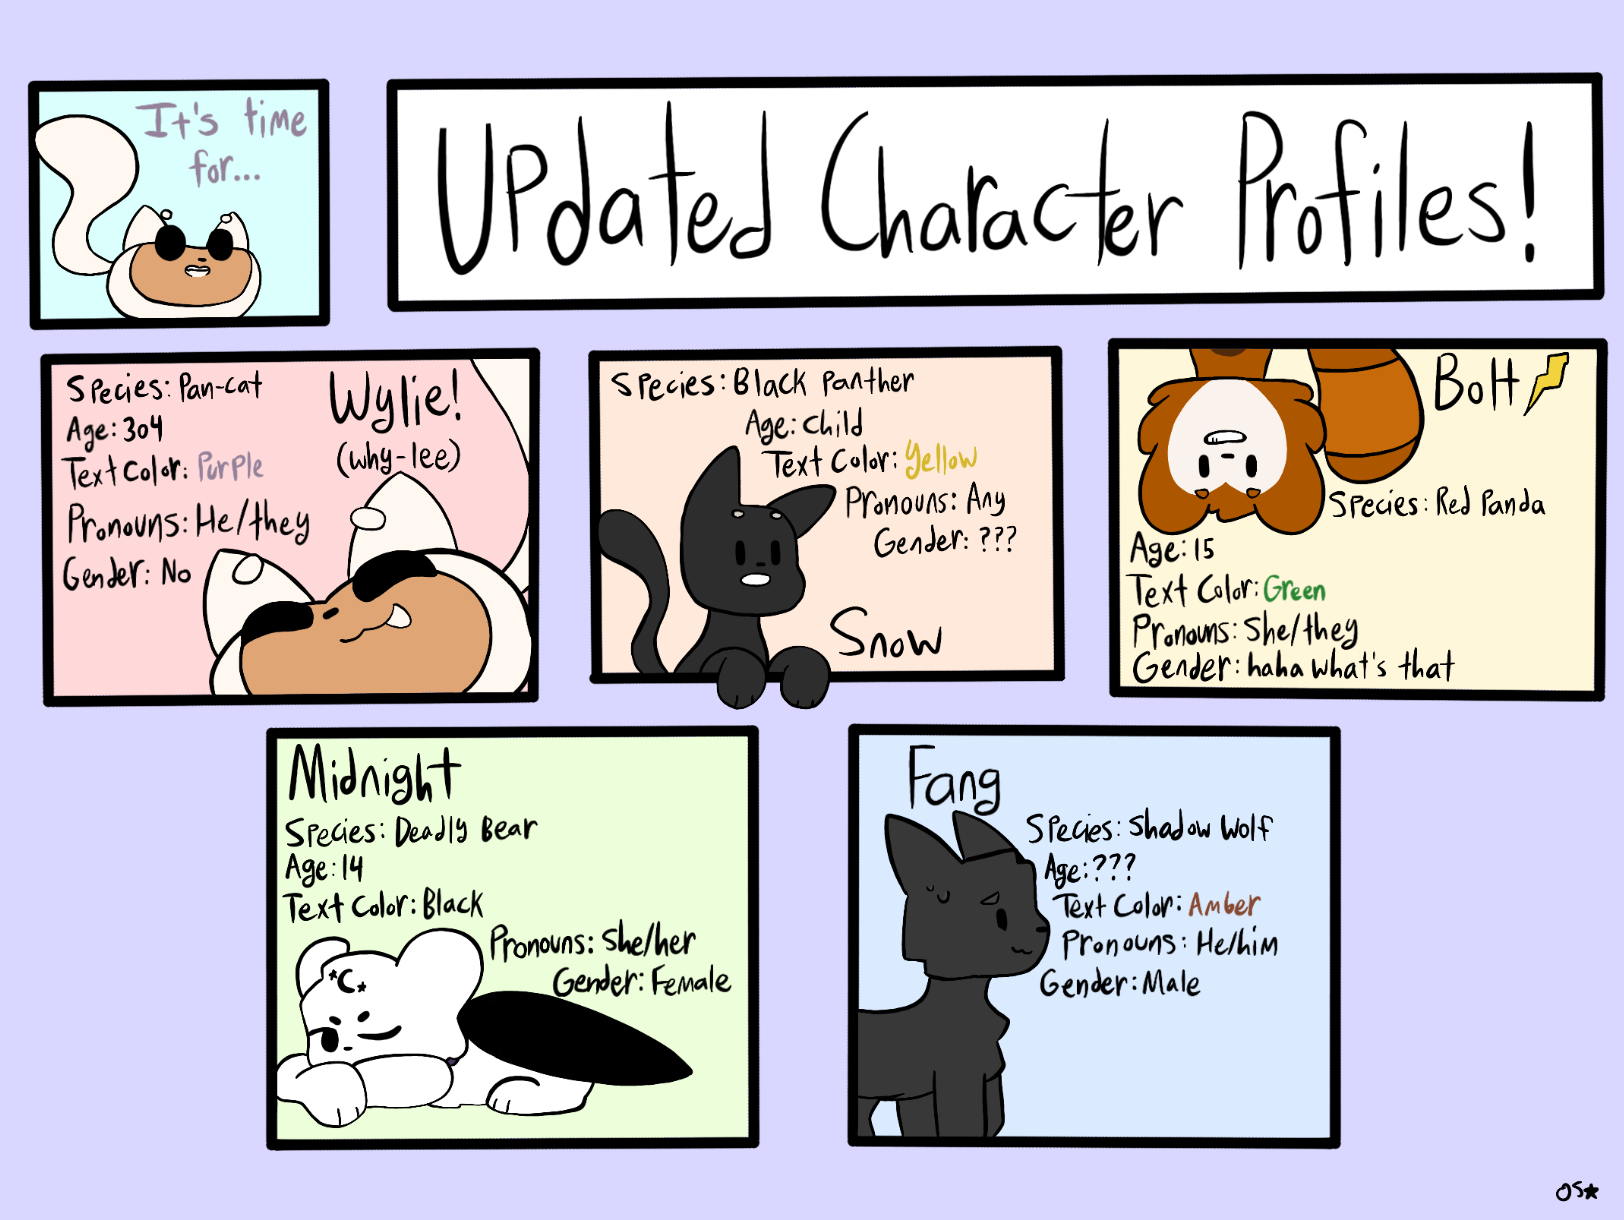 It's time
for...
Updated Character Profiles!
Species: Pan-cat
Age: 304
Text Color: Purple
Pronouns: He/they
Gender: No
Wylie!
(why-lee)
Species: Black Panther
Age: Child
Text Color: Yellow
Pronouns: Any
Gender: ???
Snow
Bolt
Species: Red Panda
Age: 15
Text Color: Green
Pronouns: She/they
Gender: haha what's that
Midnight
Species: Deadly Bear
Age: 14
Text Color: Black
Pronouns: She/her
Gender: Female
Fang
Species: Shadow Wolf
Age: ???
Text Color: Amber
Pronouns: He/him
Gender: Male
OS★